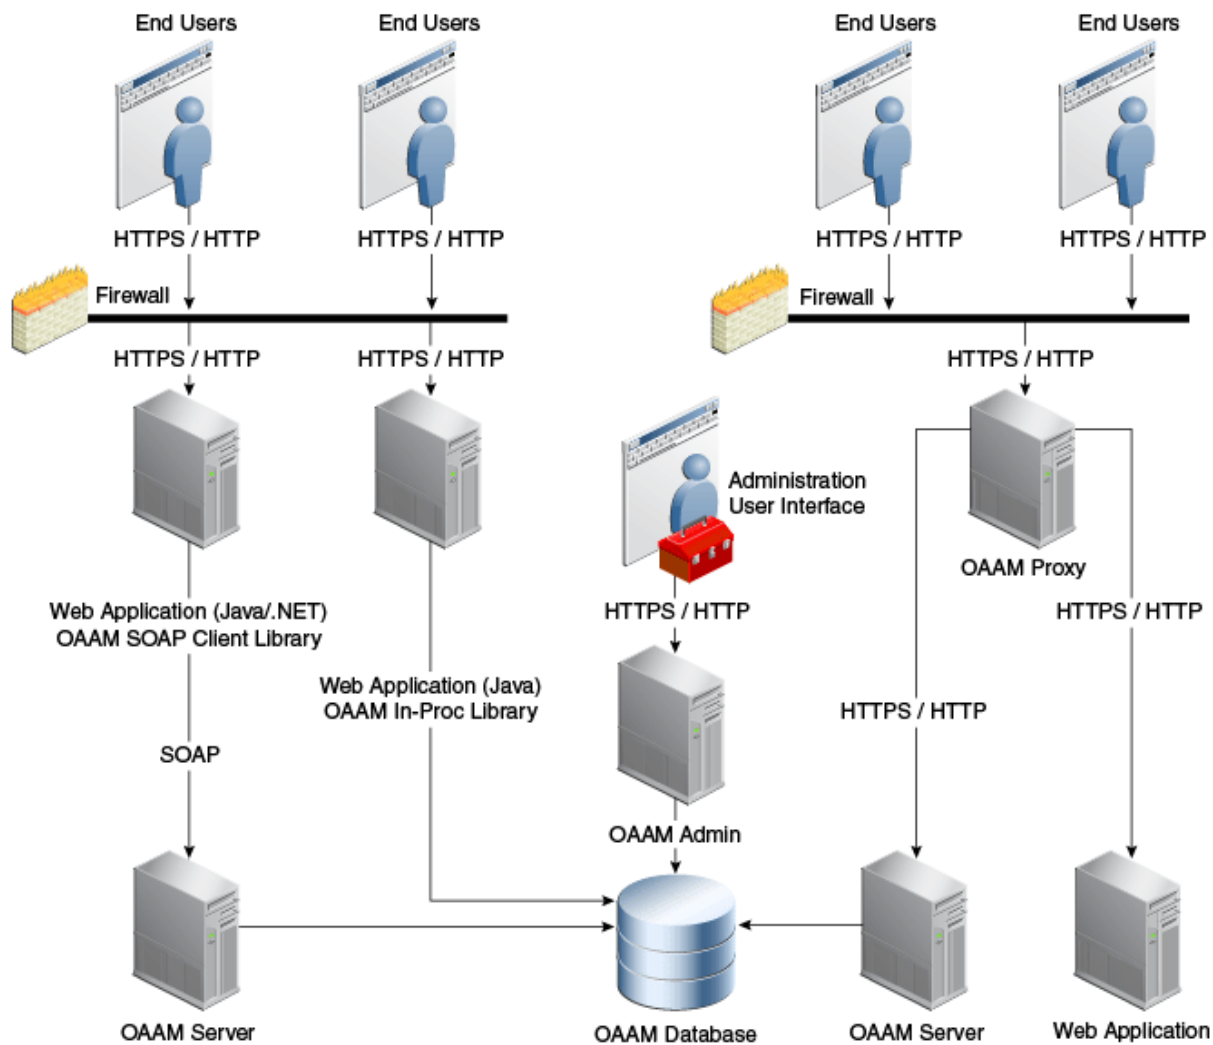 End Users
End Users
End Users
End Users
HTTPS / HTTP
HTTPS / HTTP
HTTPS / HTTP
HTTPS / HTTP
Firewall
Firewall
HTTPS / HTTP
HTTPS / HTTP
HTTPS / HTTP
Administration
User Interface
OAAM Proxy
Web Application (Java/.NET)
OAAM SOAP Client Library
HTTPS / HTTP
HTTPS / HTTP
Web Application (Java)
OAAM In-Proc Library
HTTPS / HTTP
SOAP
OAAM Admin
OAAM Server
OAAM Database
OAAM Server
Web Application